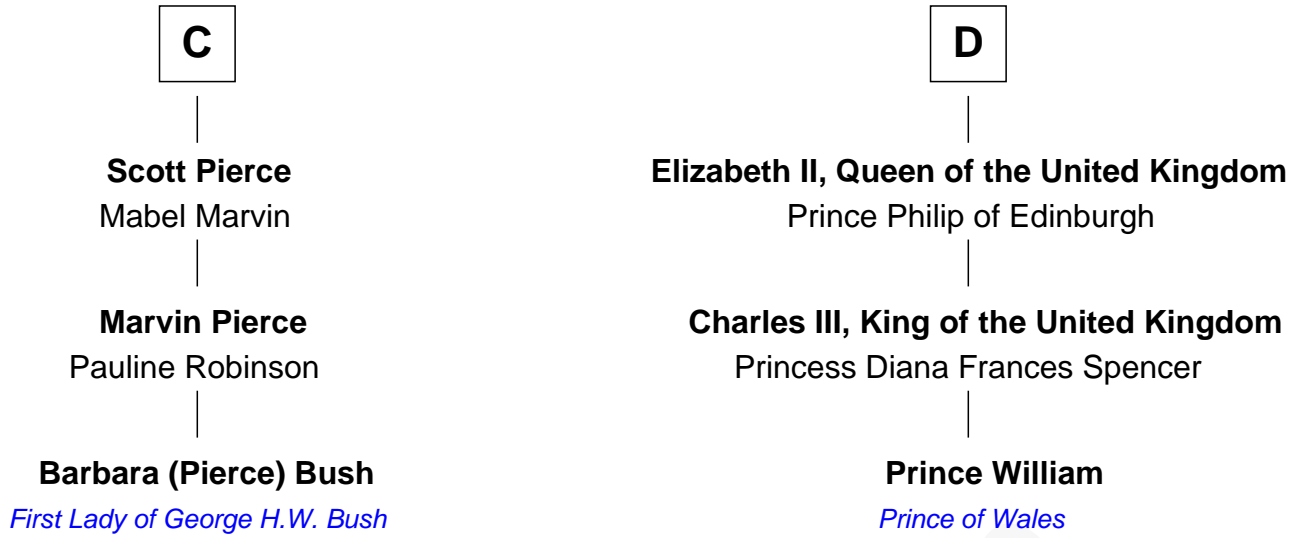 C
Scott Pierce
Mabel Marvin
Marvin Pierce
Pauline Robinson
Barbara (Pierce) Bush
First Lady of George H.W. Bush
D
Elizabeth II, Queen of the United Kingdom
Prince Philip of Edinburgh
Charles III, King of the United Kingdom
Princess Diana Frances Spencer
Prince William
Prince of Wales